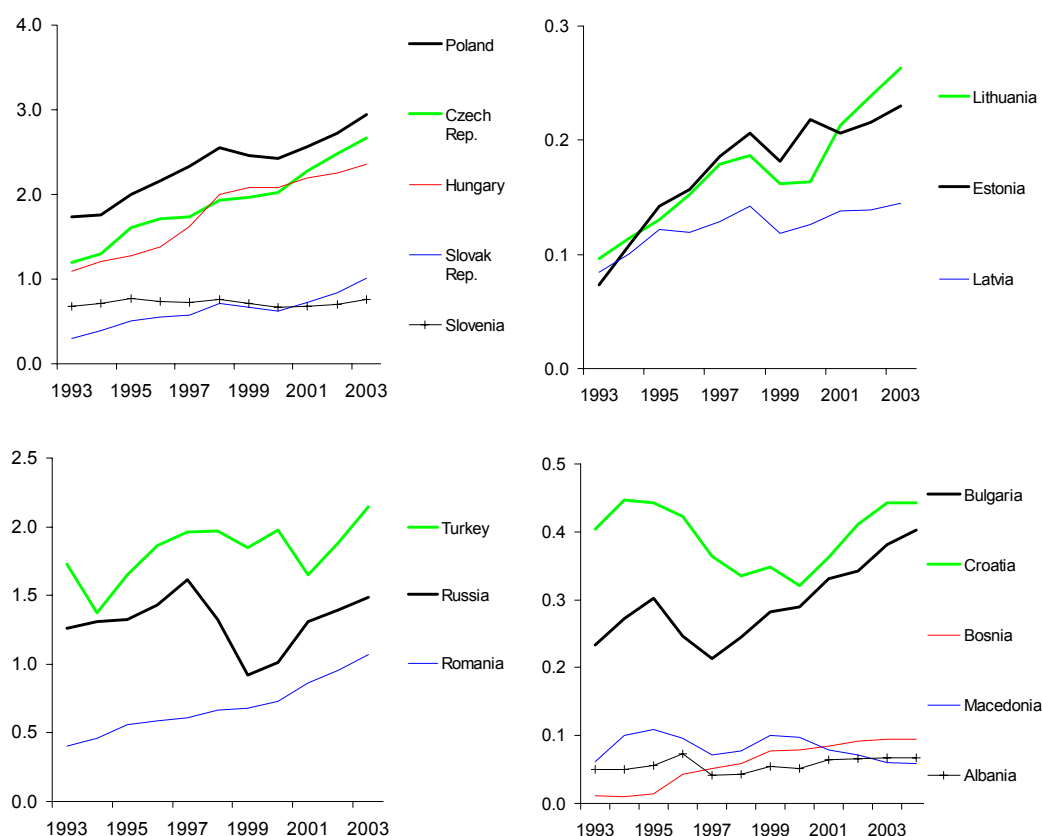 4.0
3.0
2.0
1.0
0.0
1993 1995 1997 1999 2001 2003
Poland
Czech
Rep.
Hungary
Slovak
Rep.
Slovenia
0.3
0.2
0.1
0.0
1993 1995 1997 1999 2001 2003
Lithuania
Estonia
Latvia
2.5
2.0
1.5
1.0
0.5
0.0
1993 1995 1997 1999 2001 2003
Turkey
Russia
Romania
0.5
0.4
0.3
0.2
0.1
0.0
1993 1995 1997 1999 2001 2003
Bulgaria
Croatia
Bosnia
Macedonia
Albania